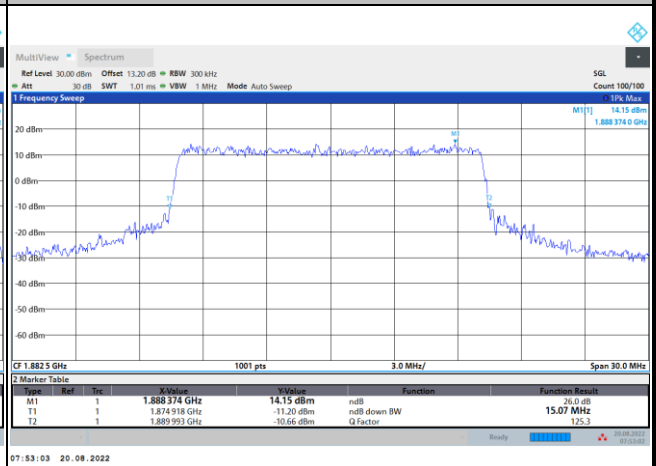 MultiView Spectrum
Ref Level 30.00 dBm Offset 13.20 dB RBW 300 kHz SGL
Att 30 dB SWT 1.01 ms VBW 1 MHz Mode Auto Sweep Count 100/100
1 Frequency Sweep 1Pk Max
M1[1] 14.15 dBm
1.888 374 0 GHz
M1
20 dBm
10 dBm
0 dBm
T1 T2
-10 dBm
-20 dBm
-30 dBm
-40 dBm
-50 dBm
-60 dBm
CF 1.882 5 GHz 1001 pts 3.0 MHz/ Span 30.0 MHz
2 Marker Table
Type Ref Trc X-Value Y-Value Function Function Result
M1 1 1.888 374 GHz 14.15 dBm ndB 26.0 dB
T1 1 1.874 918 GHz -11.20 dBm ndB down BW 15.07 MHz
T2 1 1.889 993 GHz -10.66 dBm Q Factor 125.3
Ready 20.08.2022
07:53:02
07:53:03 20.08.2022